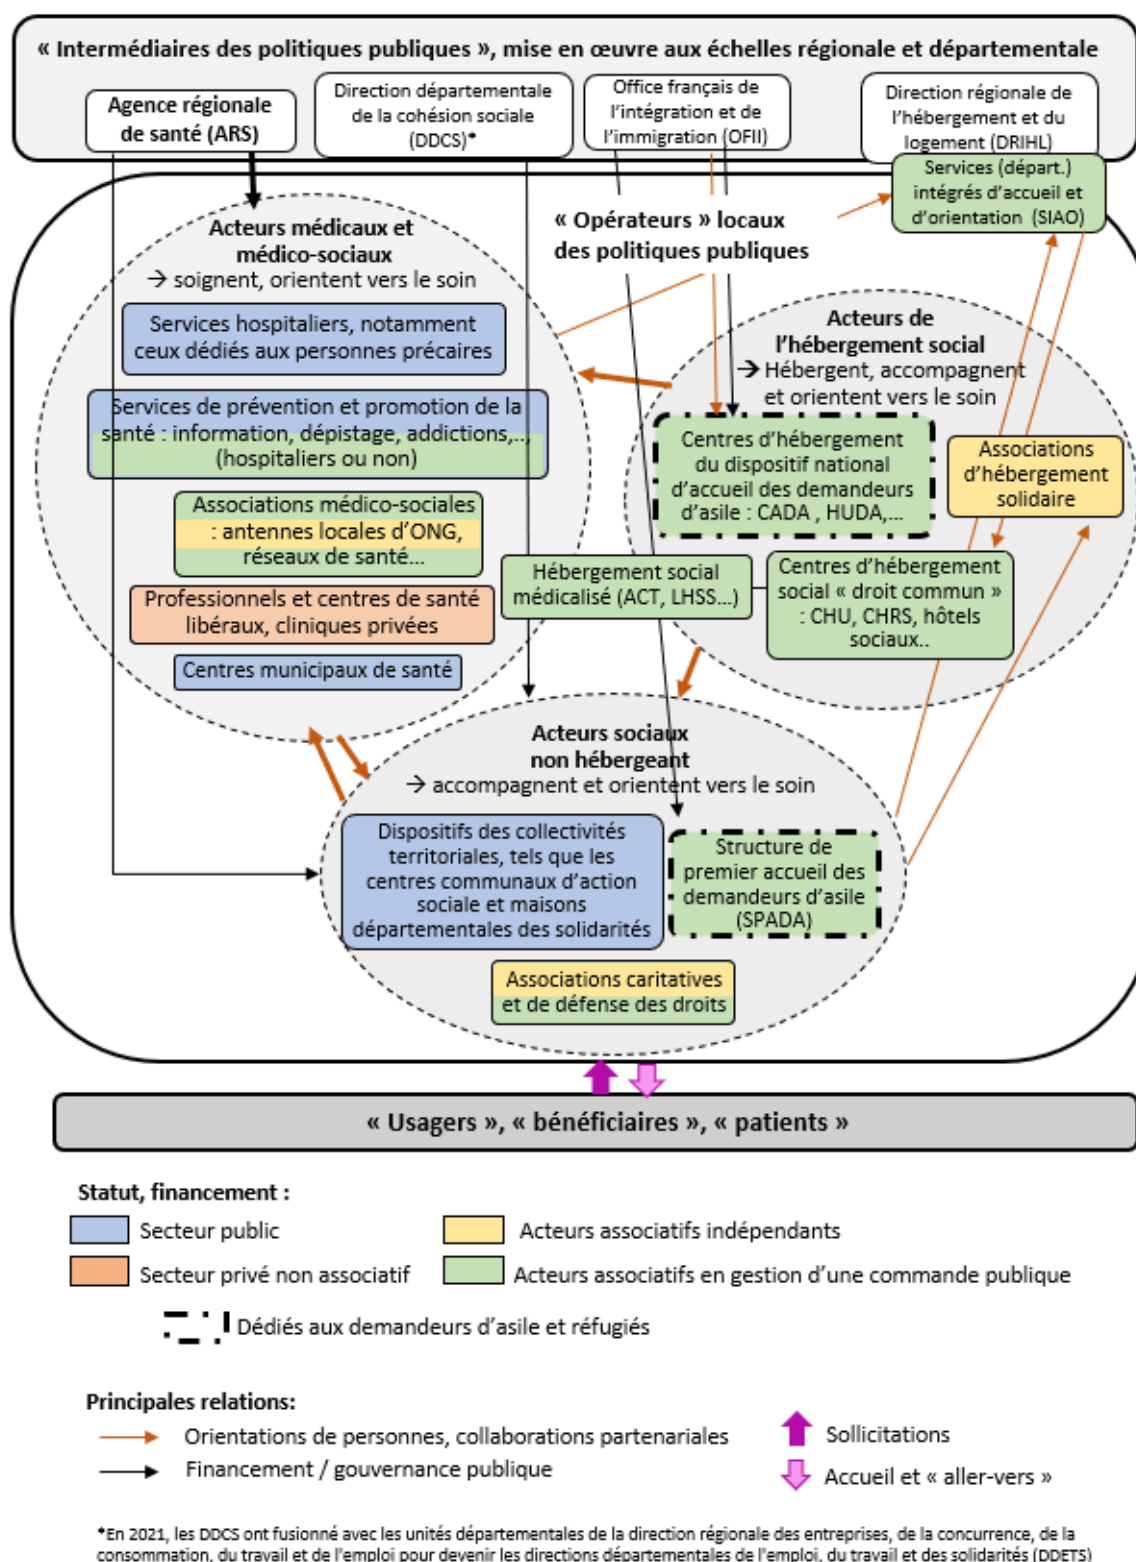 « Intermédiaires des politiques publiques », mise en œuvre aux échelles régionale et départementale
Agence régionale
de santé (ARS)
Direction départementale
de la cohésion sociale
(DDCS)*
Office français de
l'intégration et de
l'immigration (OFII)
Direction régionale de
l'hébergement et du
logement (DRIHL)
Services (départ.)
intégrés d'accueil et
d'orientation (SIAO)
« Opérateurs » locaux
des politiques publiques
Acteurs médicaux et
médico-sociaux
→ soignent, orientent vers le soin
Services hospitaliers, notamment
ceux dédiés aux personnes précaires
Services de prévention et promotion de la
santé : information, dépistage, addictions,..,
(hospitaliers ou non)
Associations médico-sociales
: antennes locales d'ONG,
réseaux de santé...
Professionnels et centres de santé
libéraux, cliniques privées
Centres municipaux de santé
Acteurs de
l'hébergement social
→ Hébergent, accompagnent
et orientent vers le soin
Centres d'hébergement
du dispositif national
d'accueil des demandeurs
d'asile : CADA , HUDA,...
Associations
d'hébergement
solidaire
Hébergement social
médicalisé (ACT, LHSS...)
Centres d'hébergement
social « droit commun »
: CHU, CHRS, hôtels
sociaux..
Acteurs sociaux
non hébergeant
→ accompagnent et orientent vers le soin
Dispositifs des collectivités
territoriales, tels que les
centres communaux d'action
sociale et maisons
départementales des solidarités
Structure de
premier accueil des
demandeurs d'asile
(SPADA)
Associations caritatives
et de défense des droits
« Usagers », « bénéficiaires », « patients »
Statut, financement :
Secteur public
Acteurs associatifs indépendants
Secteur privé non associatif
Acteurs associatifs en gestion d'une commande publique
Dédiés aux demandeurs d'asile et réfugiés
Principales relations:
Orientations de personnes, collaborations partenariales
Sollicitations
Financement / gouvernance publique
Accueil et « aller-vers »
*En 2021, les DDCS ont fusionné avec les unités départementales de la direction régionale des entreprises, de la concurrence, de la
consommation, du travail et de l'emploi pour devenir les directions départementales de l'emploi, du travail et des solidarités (DDETS)